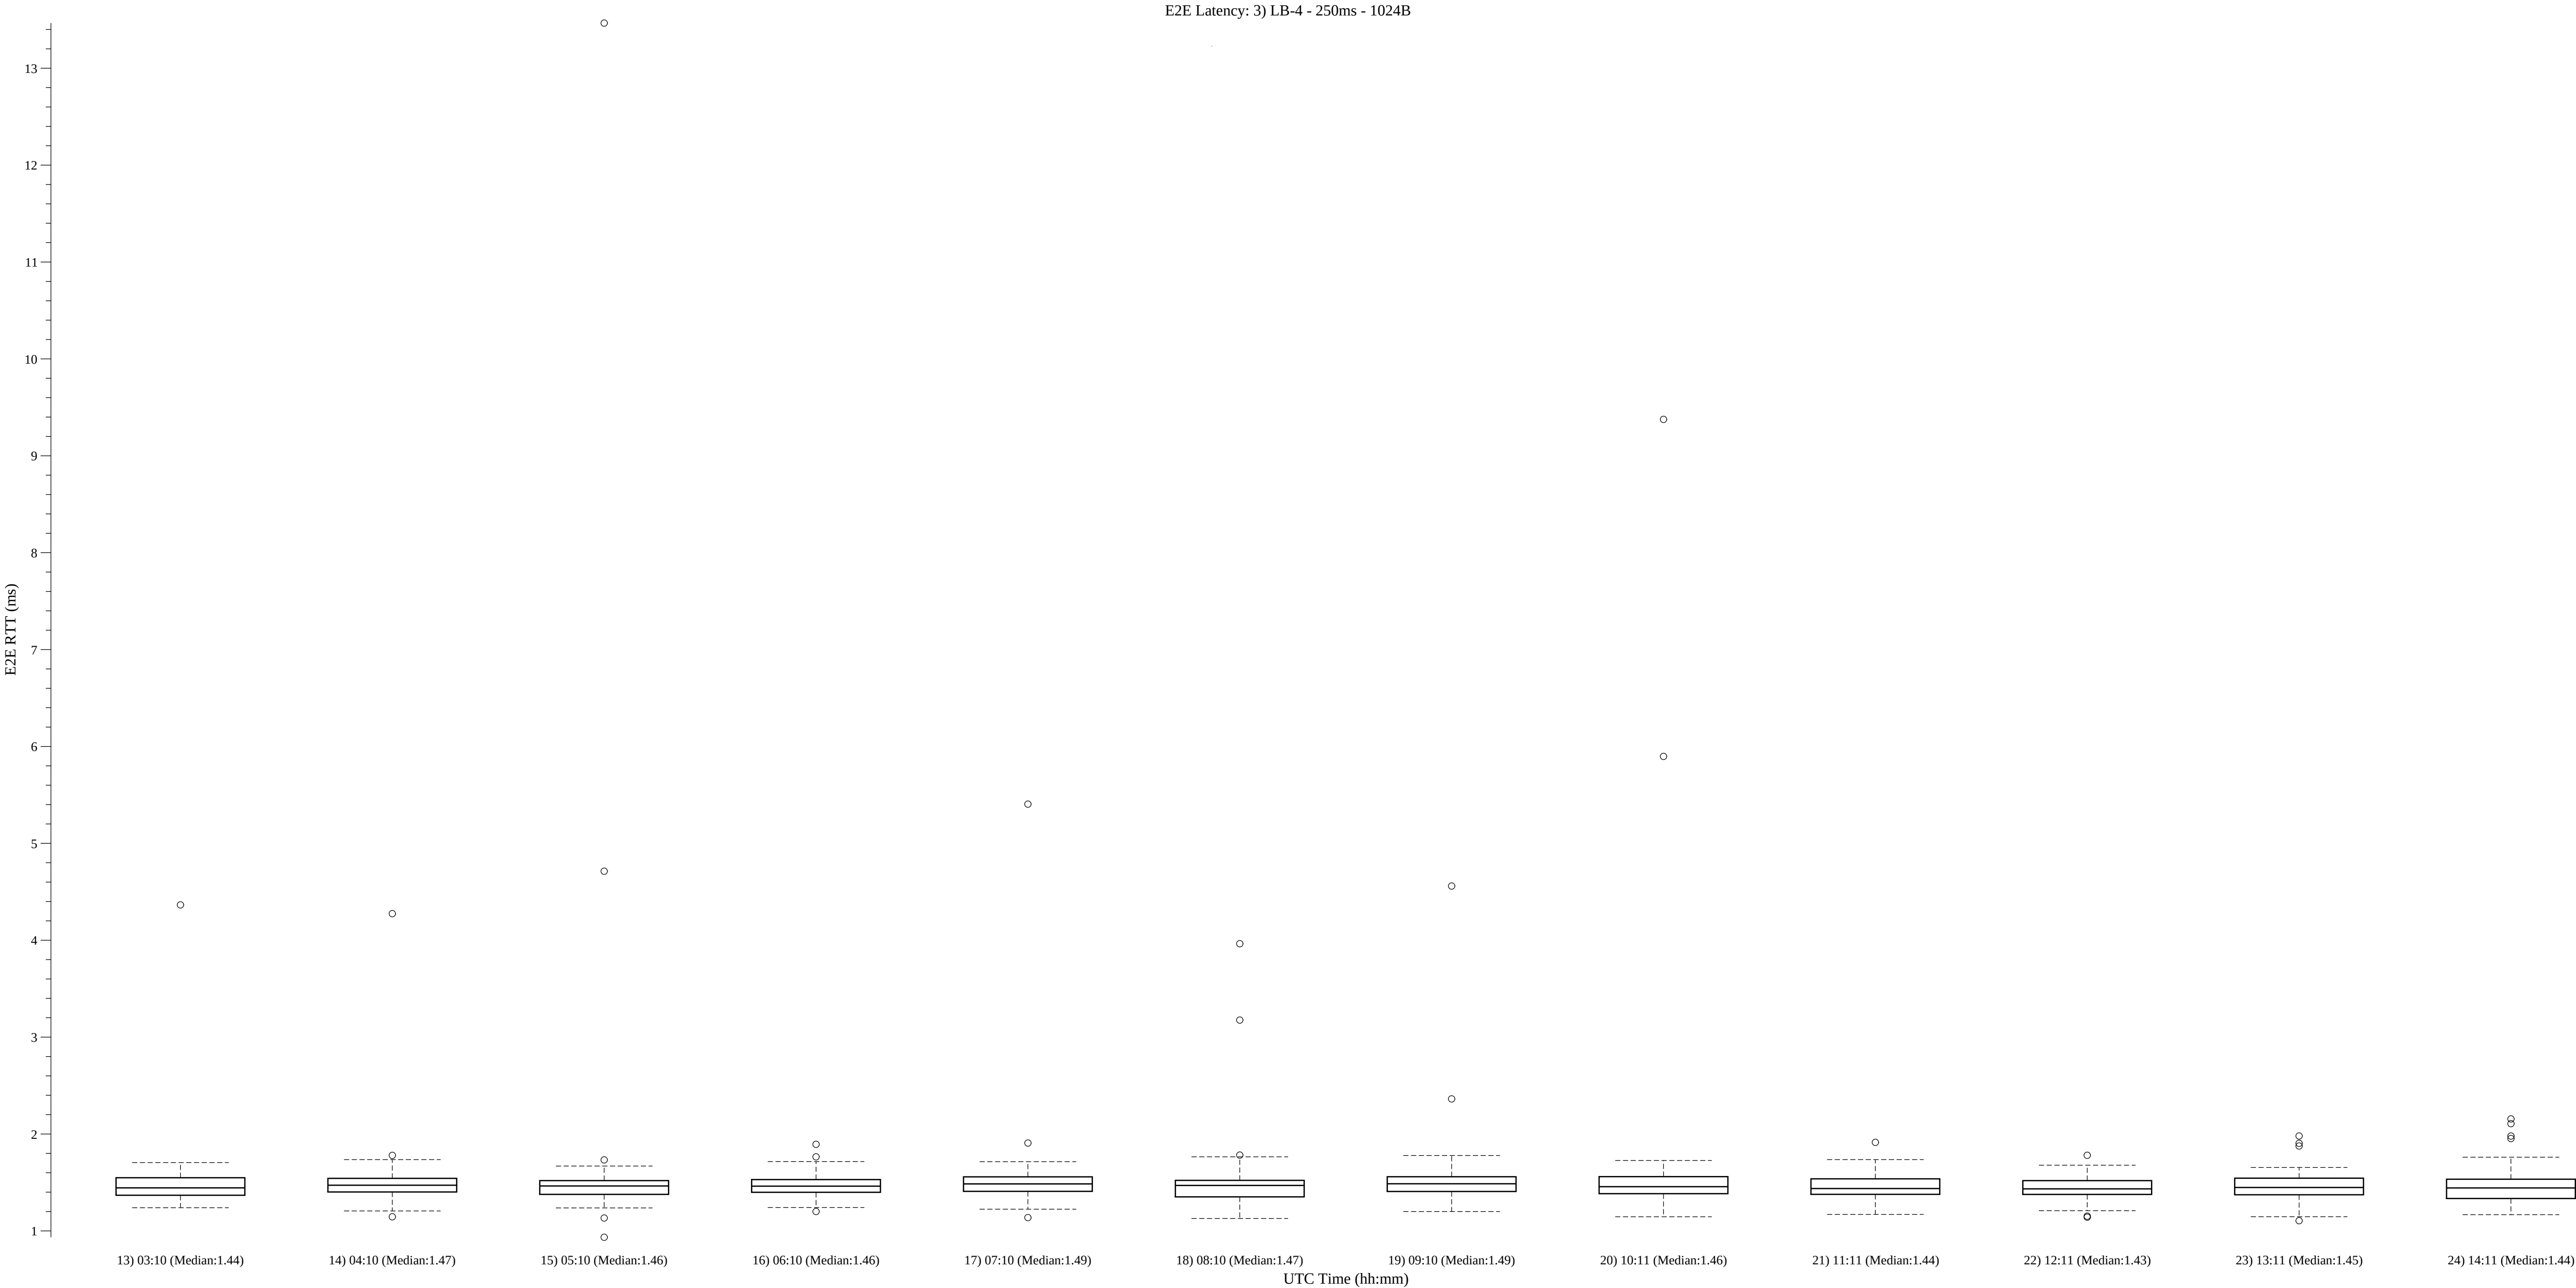 E2E Latency: 3) LB-4 - 250ms - 1024B
13
12
11
10
9
8
7
6
5
4
3
2
1
E2E RTT (ms)
13) 03:10 (Median:1.44)
14) 04:10 (Median:1.47)
15) 05:10 (Median:1.46)
16) 06:10 (Median:1.46)
17) 07:10 (Median:1.49)
18) 08:10 (Median:1.47)
19) 09:10 (Median:1.49)
20) 10:11 (Median:1.46)
21) 11:11 (Median:1.44)
22) 12:11 (Median:1.43)
23) 13:11 (Median:1.45)
24) 14:11 (Median:1.44)
UTC Time (hh:mm)